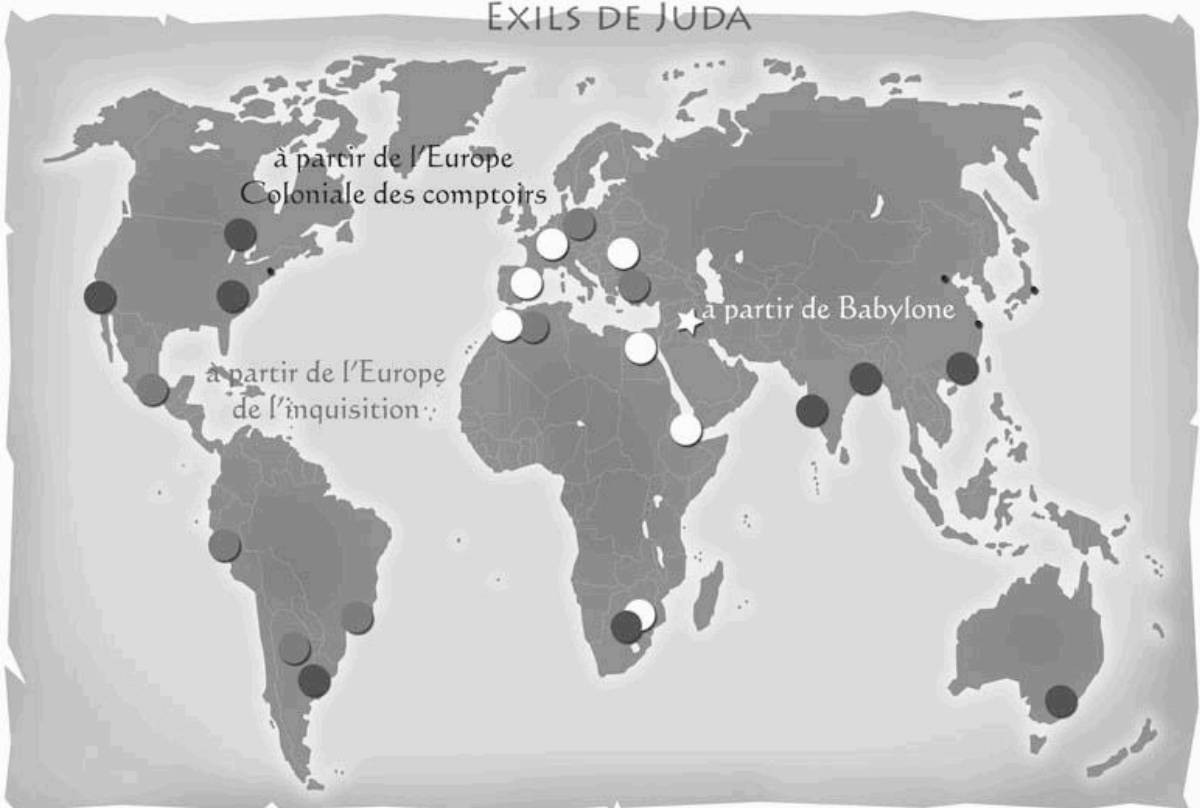 EXILS DE JUDA
à partir de l'Europe
Coloniale des comptoirs
à partir de Babylone
à partir de l'Europe
de l'inquisition